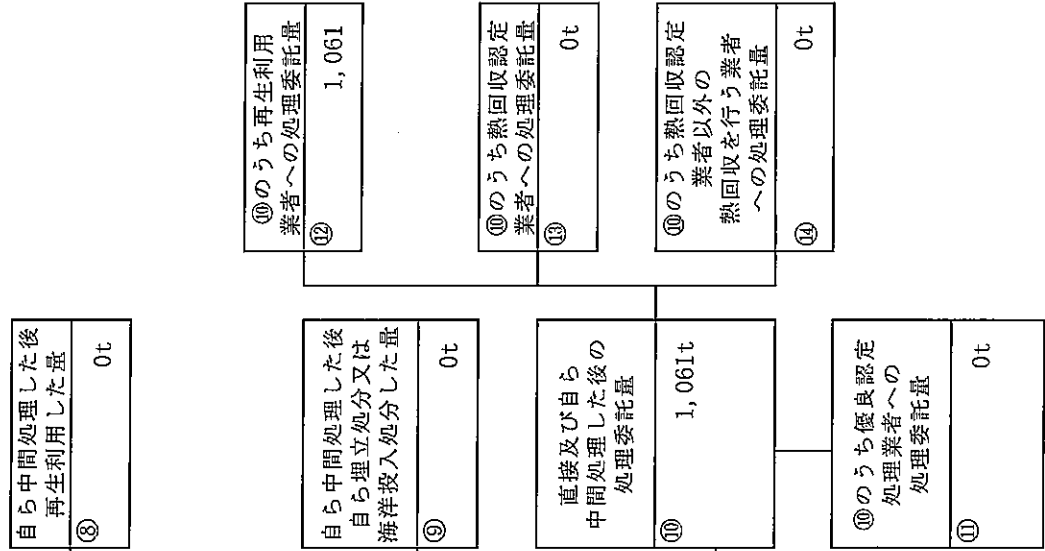 自ら中間処理した後
再生利用した量
⑧
0t
自ら中間処理した後
自ら埋立処分又は
海洋投入処分した量
⑨
0t
直接及び自ら
中間処理した後の
処理委託量
⑩
1,061t
⑩のうち優良認定
処理業者への
処理委託量
⑪
0t
⑩のうち再生利用
業者への処理委託量
⑫
1,061
⑩のうち熱回収認定
業者への処理委託量
⑬
0t
⑩のうち熱回収認定
業者以外の
熱回収を行う業者
への処理委託量
⑭
0t